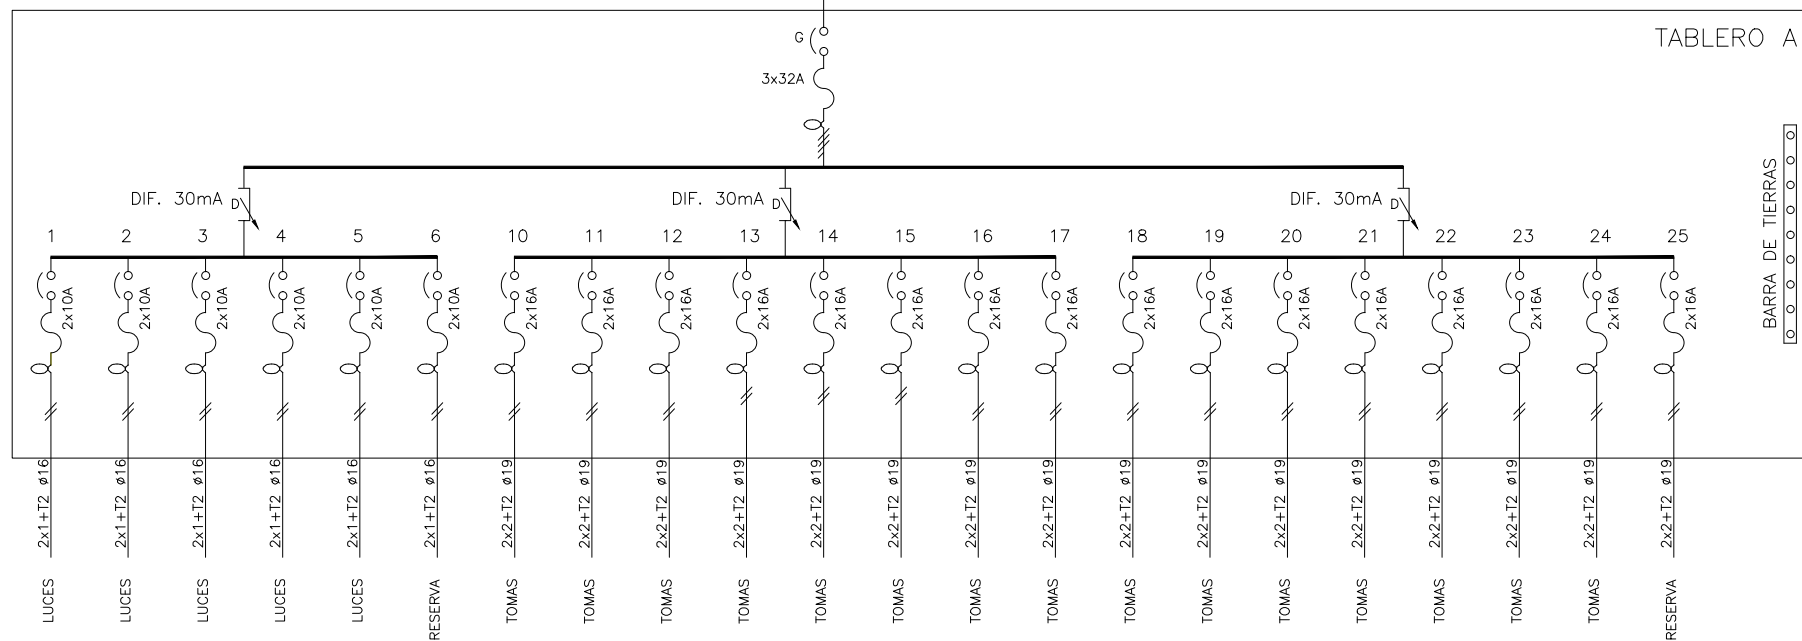 TABLERO A
G
3x32A
BARRA DE TIERRAS
DIF. 30mA D
DIF. 30mA D
DIF. 30mA D
1 2 3 4 5 6 10 11 12 13 14 15 16 17 18 19 20 21 22 23 24 25
2x10A 2x10A 2x10A 2x10A 2x10A 2x10A 2x16A 2x16A 2x16A 2x16A 2x16A 2x16A 2x16A 2x16A 2x16A 2x16A 2x16A 2x16A 2x16A 2x16A 2x16A 2x16A
2x1+T2 ø16 2x1+T2 ø16 2x1+T2 ø16 2x1+T2 ø16 2x1+T2 ø16 2x1+T2 ø16 2x2+T2 ø19 2x2+T2 ø19 2x2+T2 ø19 2x2+T2 ø19 2x2+T2 ø19 2x2+T2 ø19 2x2+T2 ø19 2x2+T2 ø19 2x2+T2 ø19 2x2+T2 ø19 2x2+T2 ø19 2x2+T2 ø19 2x2+T2 ø19 2x2+T2 ø19 2x2+T2 ø19 2x2+T2 ø19
LUCES LUCES LUCES LUCES LUCES RESERVA TOMAS TOMAS TOMAS TOMAS TOMAS TOMAS TOMAS TOMAS TOMAS TOMAS TOMAS TOMAS TOMAS TOMAS TOMAS RESERVA